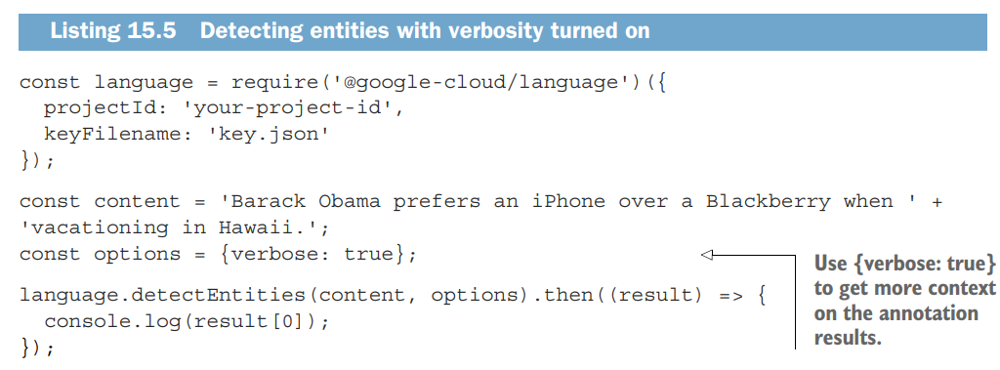 Listing 15.5 Detecting entities with verbosity turned on
const language = require('@google-cloud/language')({
  projectId: 'your-project-id',
  keyFilename: 'key.json'
});
const content = 'Barack Obama prefers an iPhone over a Blackberry when ' +
'vacationing in Hawaii.';
const options = {verbose: true};
language.detectEntities(content, options).then((result) => {
  console.log(result[0]);
});
Use {verbose: true}
to get more context
on the annotation
results.